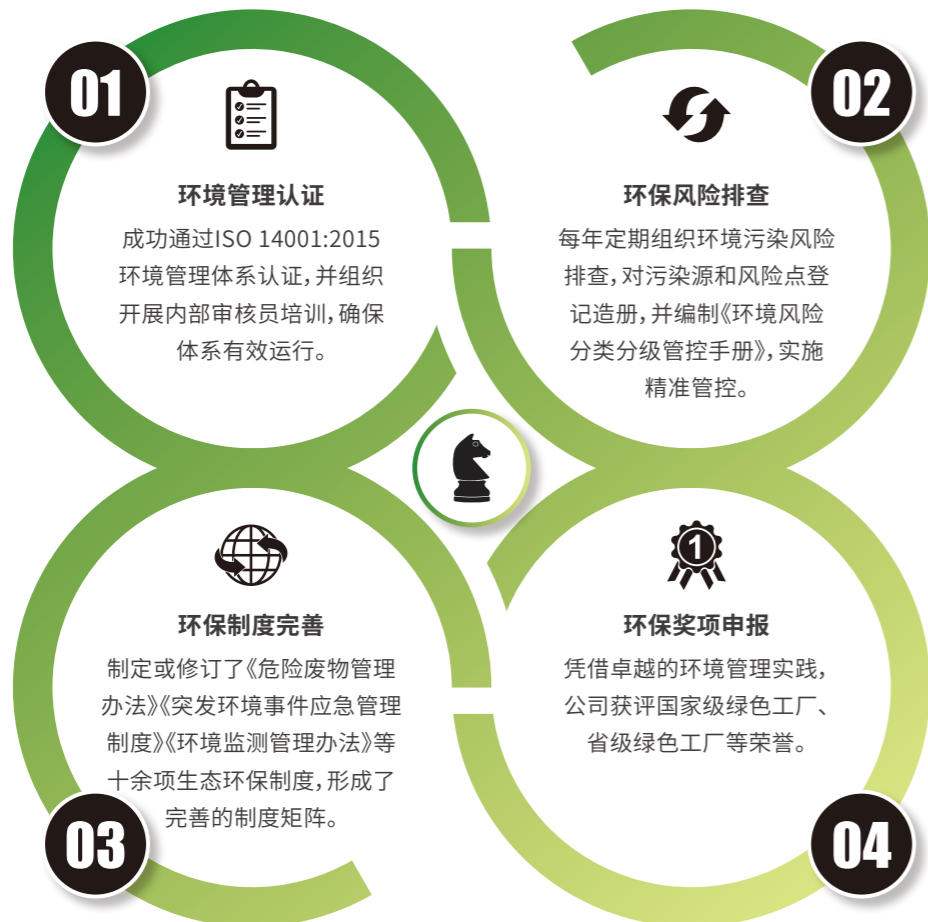 01
环境管理认证
成功通过ISO 14001:2015
环境管理体系认证,并组织
开展内部审核员培训,确保
体系有效运行。
02
环保风险排查
每年定期组织环境污染风险
排查,对污染源和风险点登
记造册,并编制《环境风险
分类分级管控手册》,实施
精准管控。
03
环保制度完善
制定或修订了《危险废物管理
办法》《突发环境事件应急管理
制度》《环境监测管理办法》等
十余项生态环保制度,形成了
完善的制度矩阵。
04
1
环保奖项申报
凭借卓越的环境管理实践,
公司获评国家级绿色工厂、
省级绿色工厂等荣誉。